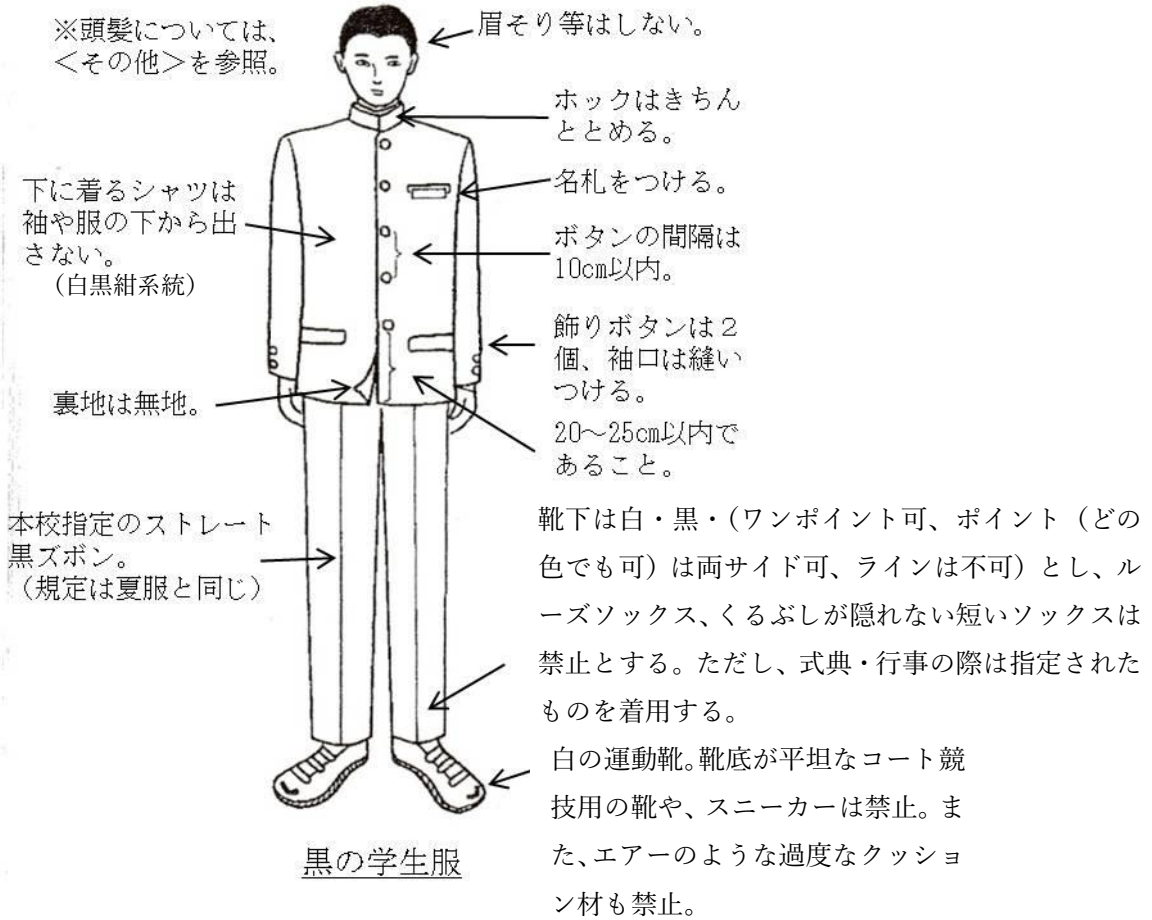 ※頭髪については、
＜その他＞を参照。
眉そり等はしない。
ホックはきちん
ととめる。
名札をつける。
下に着るシャツは
袖や服の下から出
さない。
（白黒紺系統）
ボタンの間隔は
10cm以内。
飾りボタンは２
個、袖口は縫い
つける。
裏地は無地。
20～25cm以内で
あること。
本校指定のストレート
黒ズボン。
（規定は夏服と同じ）
靴下は白・黒・（ワンポイント可、ポイント（どの
色でも可）は両サイド可、ラインは不可）とし、ル
ーズソックス、くるぶしが隠れない短いソックスは
禁止とする。ただし、式典・行事の際は指定された
ものを着用する。
白の運動靴。靴底が平坦なコート競
技用の靴や、スニーカーは禁止。ま
た、エアーのような過度なクッショ
ン材も禁止。
黒の学生服